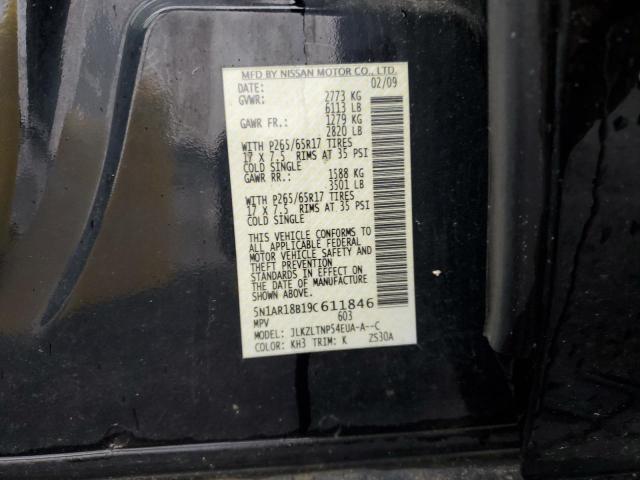 MFD BY NISSAN MOTOR CO., LTD.
DATE: 02/09
GVWR: 2773 KG
6113 LB
GAWR FR.: 1279 KG
2820 LB
WITH P265/65R17 TIRES
17 X 7.5 RIMS AT 35 PSI
COLD SINGLE
GAWR RR.: 1588 KG
3501 LB
WITH P265/65R17 TIRES
17 X 7.5 RIMS AT 35 PSI
COLD SINGLE
THIS VEHICLE CONFORMS TO
ALL APPLICABLE FEDERAL
MOTOR VEHICLE SAFETY AND
THEFT PREVENTION
STANDARDS IN EFFECT ON
THE DATE OF MANUFACTURE
SHOWN ABOVE.
5N1AR18B19C611846
MPV 603
MODEL: JLKZLTNP54EUA-A--C
COLOR: KH3 TRIM: K ZS30A